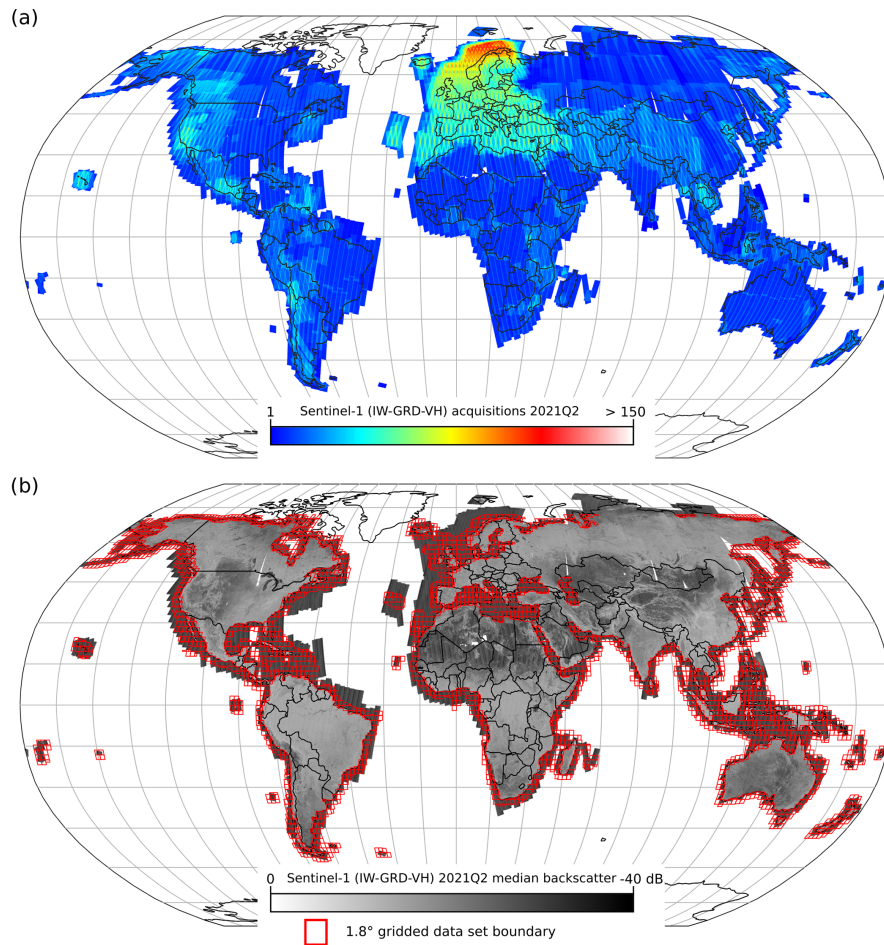 (a)
1 Sentinel-1 (IW-GRD-VH) acquisitions 2021Q2 > 150
(b)
0 Sentinel-1 (IW-GRD-VH) 2021Q2 median backscatter -40 dB
1.8° gridded data set boundary